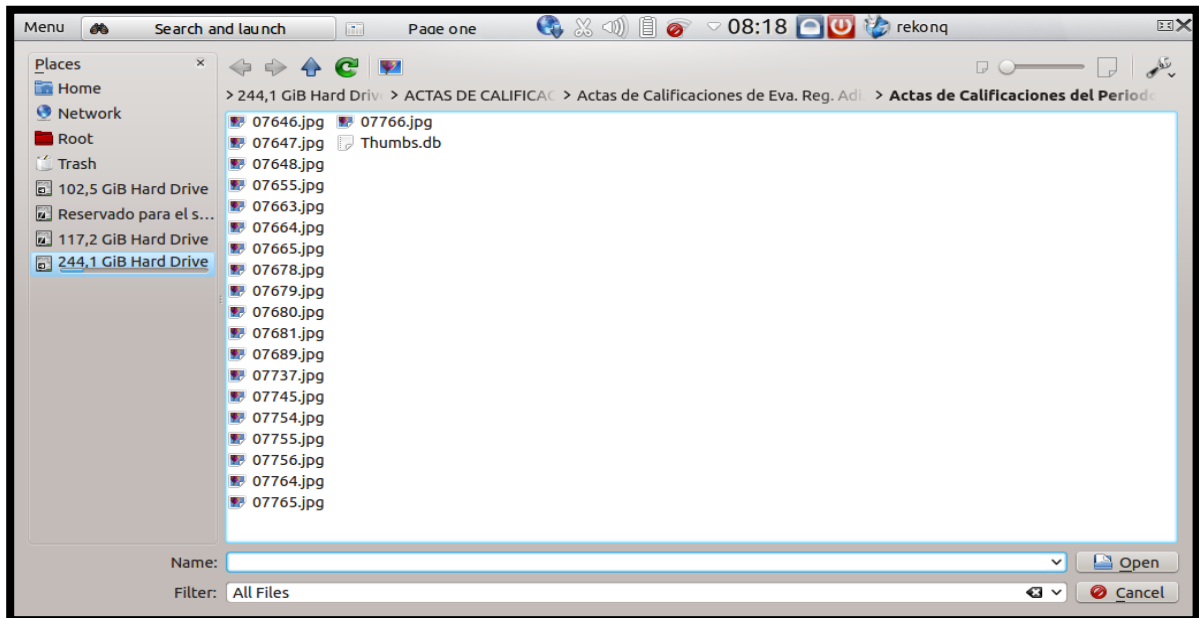 Menu Search and launch Page one 08:18 rekonq
Places
Home
Network
Root
Trash
102,5 GiB Hard Drive
Reservado para el s...
117,2 GiB Hard Drive
244,1 GiB Hard Drive
> 244,1 GiB Hard Driv > ACTAS DE CALIFICAC > Actas de Calificaciones de Eva. Reg. Adi > Actas de Calificaciones del Periodo
07646.jpg
07647.jpg
07648.jpg
07655.jpg
07663.jpg
07664.jpg
07665.jpg
07678.jpg
07679.jpg
07680.jpg
07681.jpg
07689.jpg
07737.jpg
07745.jpg
07754.jpg
07755.jpg
07756.jpg
07764.jpg
07765.jpg
07766.jpg
Thumbs.db
Name:
Open
Filter: All Files
Cancel